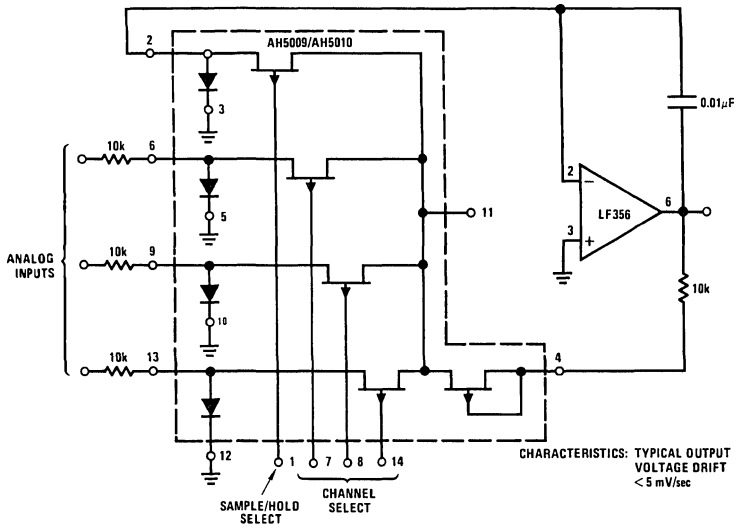 AH5009/AH5010
2
3
0.01μF
10k
6
5
2
6
LF356
3
11
ANALOG
INPUTS
10k
9
10
10k
10k
13
4
12
1
7
8
14
SAMPLE/HOLD
SELECT
CHANNEL
SELECT
CHARACTERISTICS: TYPICAL OUTPUT
VOLTAGE DRIFT
< 5 mV/sec